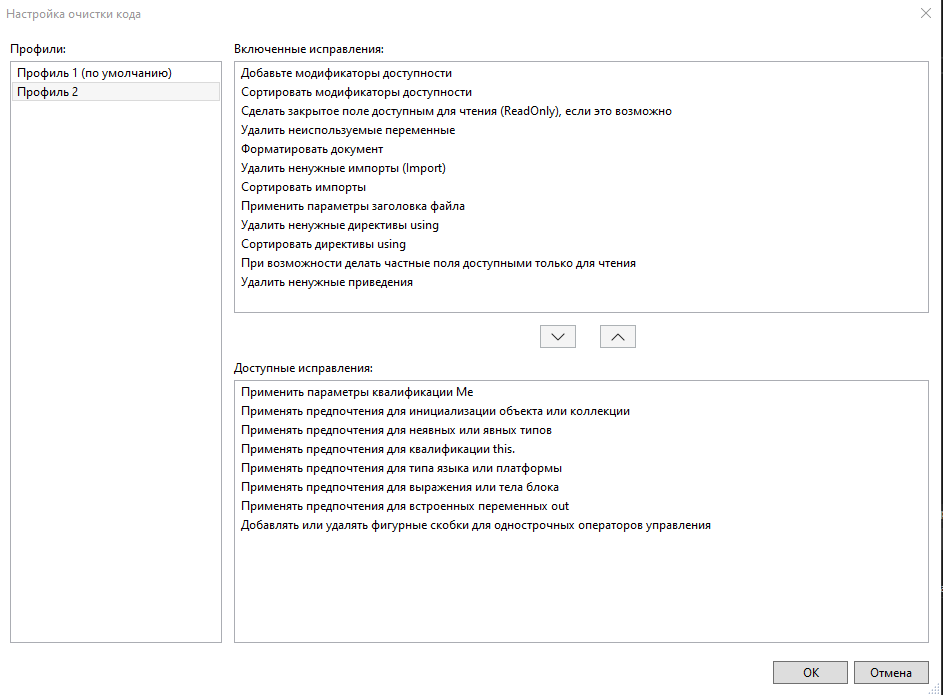 Настройка очистки кода
Профили:
Профиль 1 (по умолчанию)
Профиль 2
Включенные исправления:
Добавьте модификаторы доступности
Сортировать модификаторы доступности
Сделать закрытое поле доступным для чтения (ReadOnly), если это возможно
Удалить неиспользуемые переменные
Форматировать документ
Удалить ненужные импорты (Import)
Сортировать импорты
Применить параметры заголовка файла
Удалить ненужные директивы using
Сортировать директивы using
При возможности делать частные поля доступными только для чтения
Удалить ненужные приведения
Доступные исправления:
Применить параметры квалификации Me
Применять предпочтения для инициализации объекта или коллекции
Применять предпочтения для неявных или явных типов
Применять предпочтения для квалификации this.
Применять предпочтения для типа языка или платформы
Применять предпочтения для выражения или тела блока
Применять предпочтения для встроенных переменных out
Добавлять или удалять фигурные скобки для однострочных операторов управления
OK
Отмена